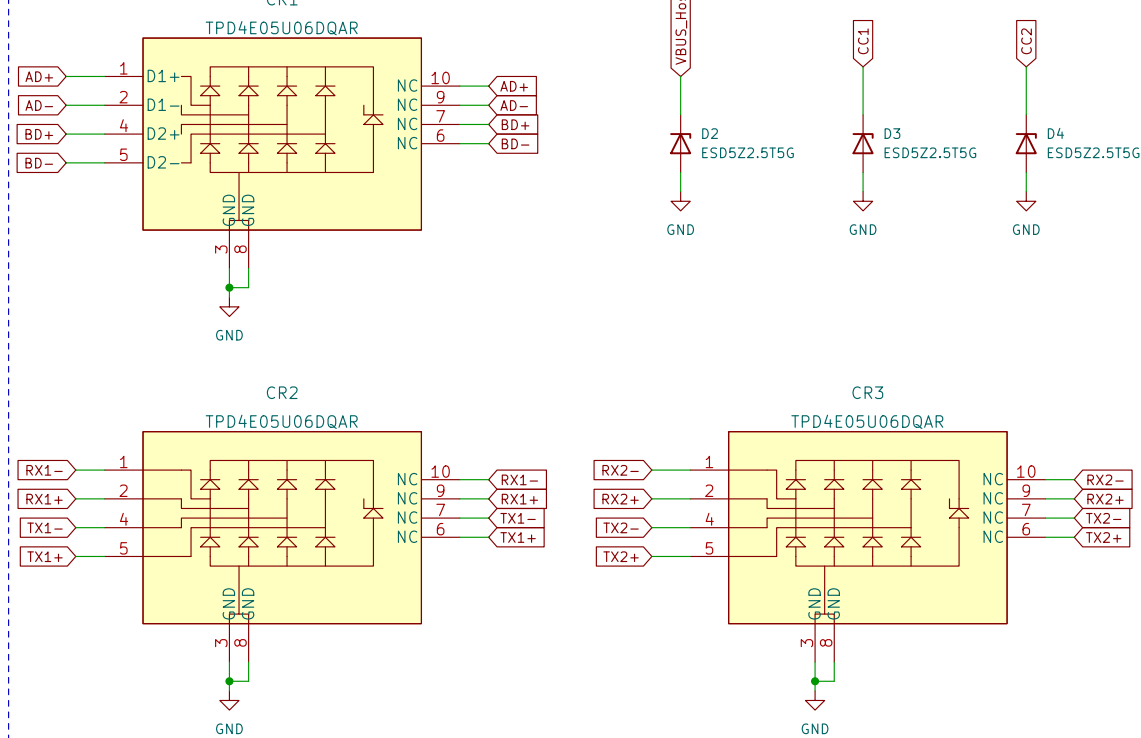 CR1
TPD4E05U06DQAR
AD+ 1 D1+
AD- 2 D1-
BD+ 4 D2+
BD- 5 D2-
NC 10 AD+
NC 9 AD-
NC 7 BD+
NC 6 BD-
GND
GND
3
8
GND
CC1
CC2
D2
ESD5Z2.5T5G
D3
ESD5Z2.5T5G
D4
ESD5Z2.5T5G
GND
GND
GND
CR2
TPD4E05U06DQAR
RX1- 1
RX1+ 2
TX1- 4
TX1+ 5
NC 10 RX1-
NC 9 RX1+
NC 7 TX1-
NC 6 TX1+
GND
GND
3
8
GND
CR3
TPD4E05U06DQAR
RX2- 1
RX2+ 2
TX2- 4
TX2+ 5
NC 10 RX2-
NC 9 RX2+
NC 7 TX2-
NC 6 TX2+
GND
GND
3
8
GND